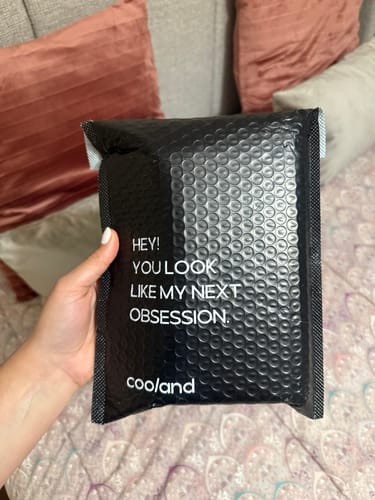 HEY!
YOU LOOK
LIKE MY NEXT
OBSESSION.
cooland